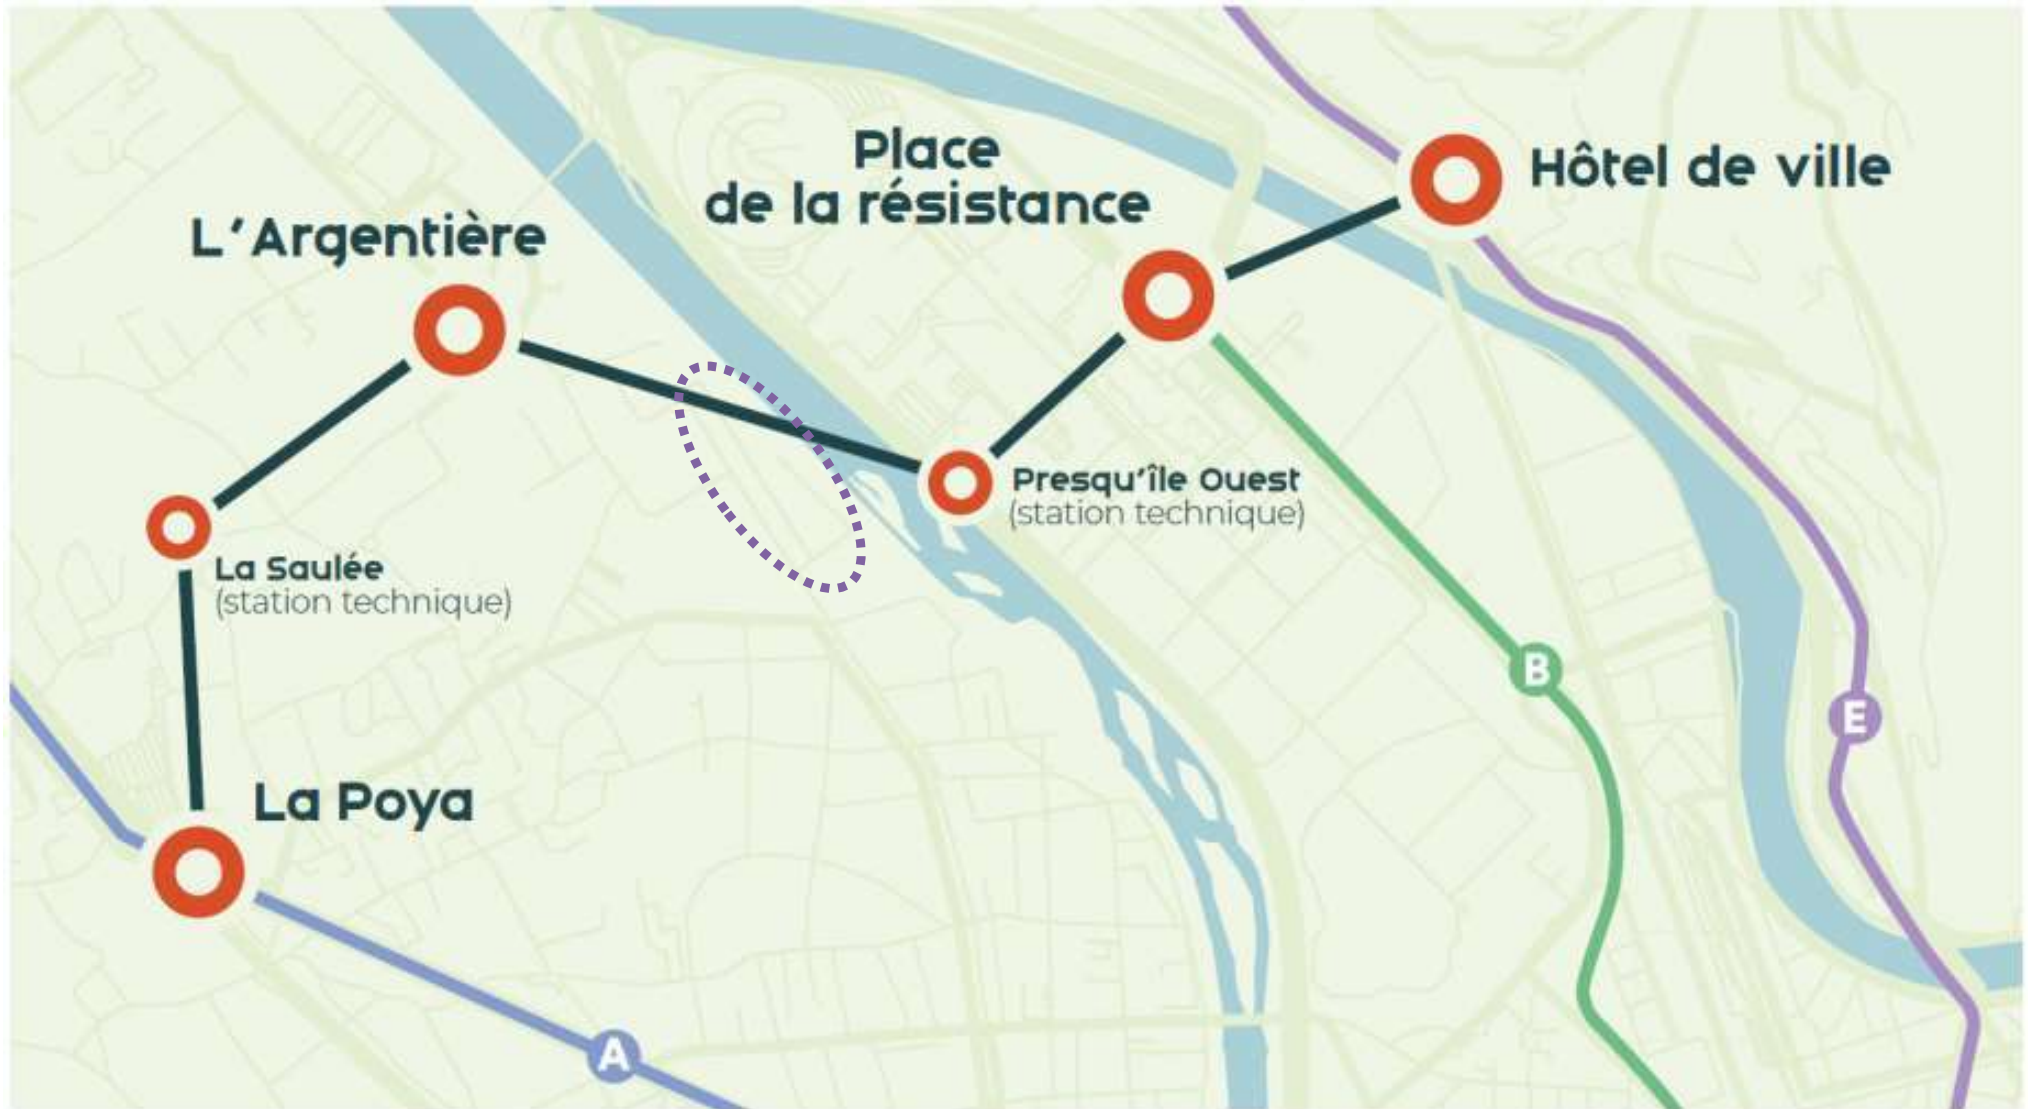 Place
de la résistance
Hôtel de ville
L'Argentière
Presqu'île Ouest
(station technique)
La Saulée
(station technique)
La Poya
B
E
A